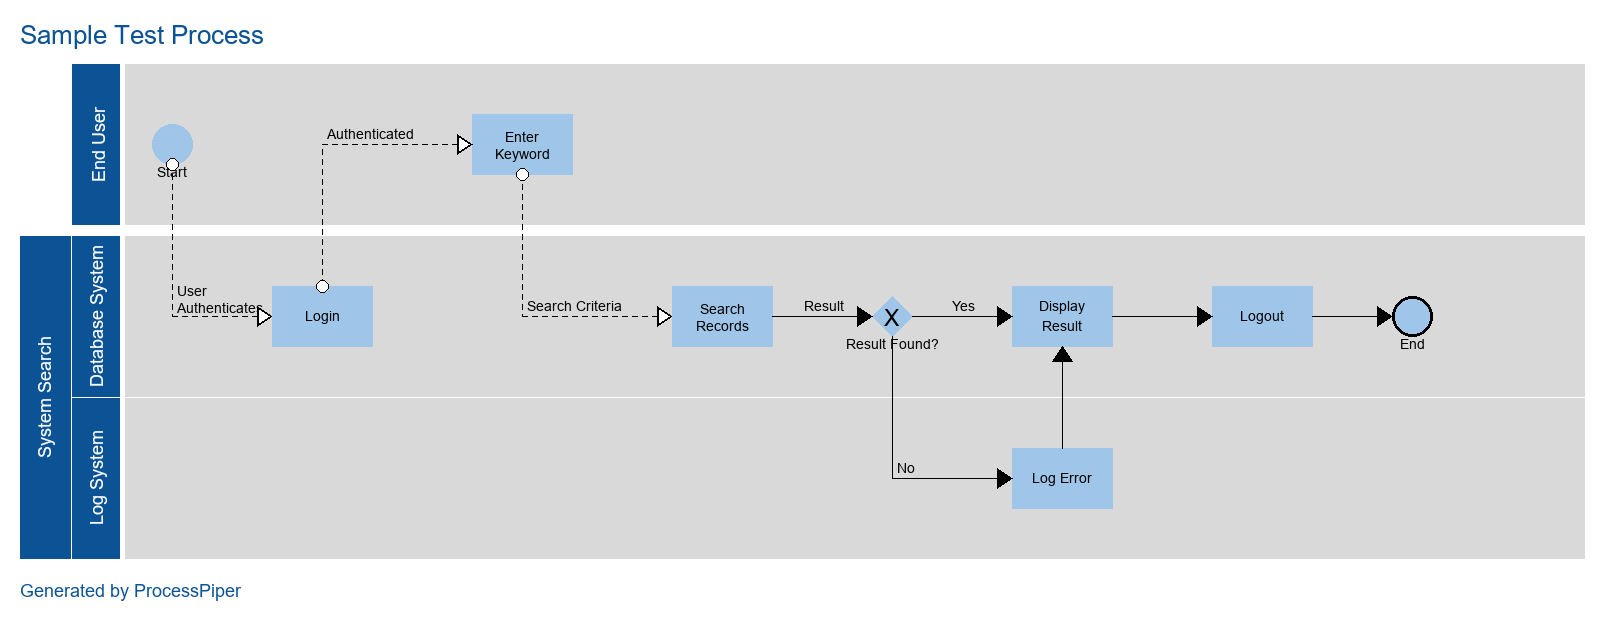 Sample Test Process
End User
Start
Authenticated
Enter
Keyword
System Search
Database System
User
Authenticates
Login
Search Criteria
Search
Records
Result
X
Result Found?
Yes
Display
Result
Logout
End
Log System
No
Log Error
Generated by ProcessPiper